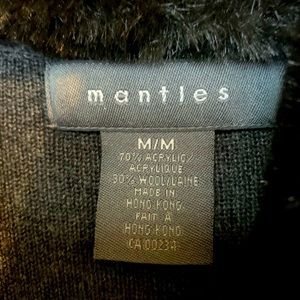 mantles
M/M
70% ACRYLIC/
ACRYLIQUE
30% WOOL/LAINE
MADE IN
HONG KONG
FAIT A
HONG KONG
CA 00234